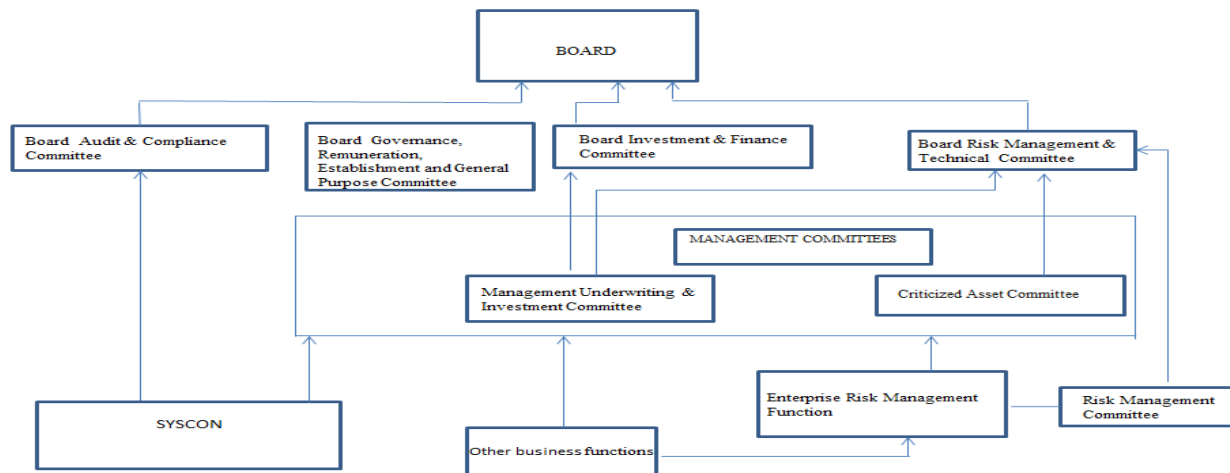 BOARD
Board Audit & Compliance
Committee
Board Governance,
Remuneration,
Establishment and General
Purpose Committee
Board Investment & Finance
Committee
Board Risk Management &
Technical Committee
MANAGEMENT COMMITTEES
Management Underwriting &
Investment Committee
Criticized Asset Committee
SYSCON
Other business functions
Enterprise Risk Management
Function
Risk Management
Committee